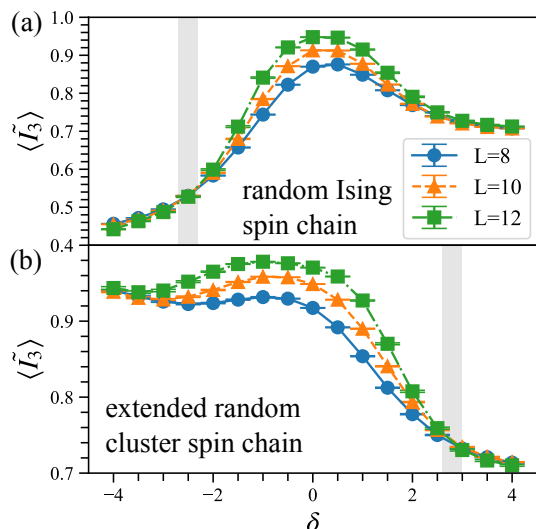 (a)
1.0
0.9
0.8
0.7
0.6
0.5
0.4
⟨Ĩ₃⟩
L=8
L=10
L=12
random Ising
spin chain
(b)
0.9
0.8
0.7
⟨Ĩ₃⟩
extended random
cluster spin chain
−4 −2 0 2 4
δ